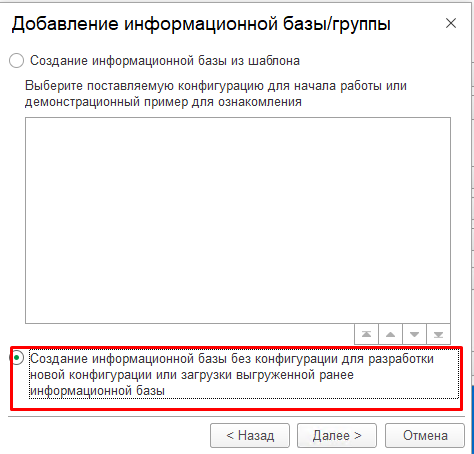 Добавление информационной базы/группы
Создание информационной базы из шаблона
Выберите поставляемую конфигурацию для начала работы или
демонстрационный пример для ознакомления
Создание информационной базы без конфигурации для разработки
новой конфигурации или загрузки выгруженной ранее
информационной базы
< Назад
Далее >
Отмена